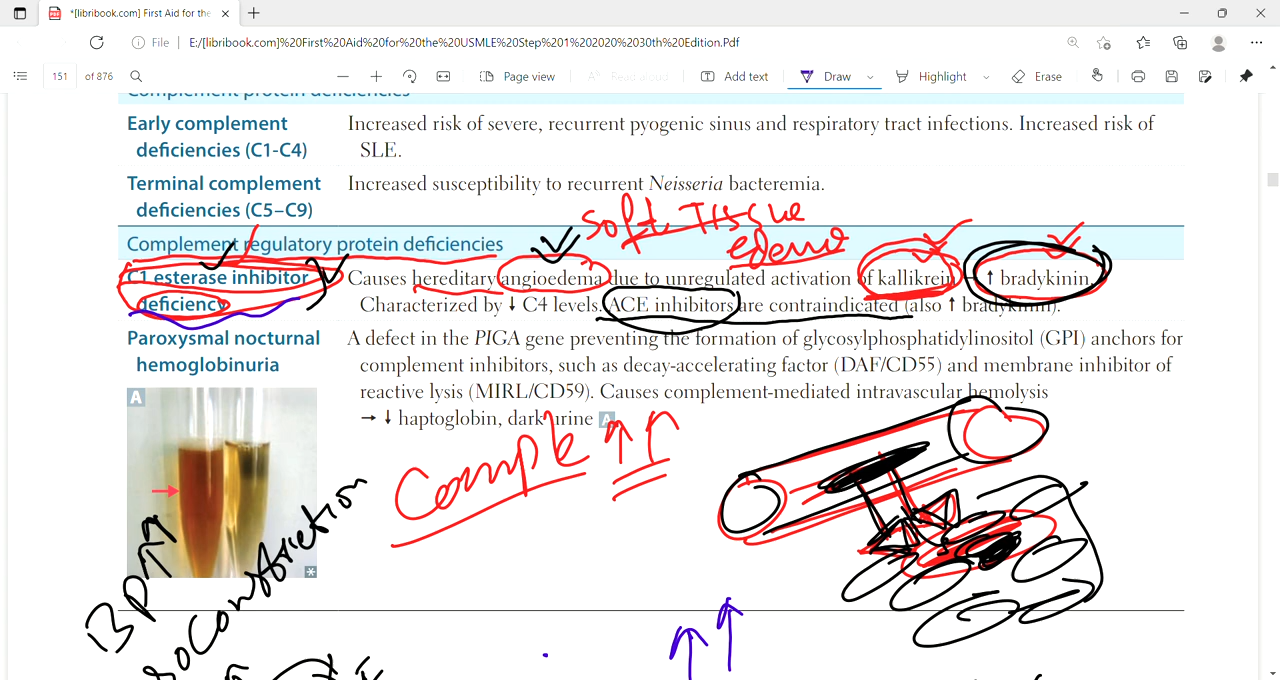 *[libribook.com] First Aid for the
File E:/[libribook.com]%20First%20Aid%20for%20the%20USMLE%20Step%201%202020%2030th%20Edition.Pdf
151 of 876 Page view Read aloud Add text Draw Highlight Erase
Complement protein deficiencies
Early complement deficiencies (C1-C4)
Increased risk of severe, recurrent pyogenic sinus and respiratory tract infections. Increased risk of
SLE.
Terminal complement deficiencies (C5–C9)
Increased susceptibility to recurrent Neisseria bacteremia.
Soft Tissue
edema
Complement regulatory protein deficiencies
C1 esterase inhibitor deficiency
Causes hereditary angioedema due to unregulated activation of kallikrein → ↑ bradykinin.
Characterized by ↓ C4 levels. ACE inhibitors are contraindicated (also ↑ bradykinin).
Paroxysmal nocturnal hemoglobinuria
A defect in the PIGA gene preventing the formation of glycosylphosphatidylinositol (GPI) anchors for
complement inhibitors, such as decay-accelerating factor (DAF/CD55) and membrane inhibitor of
reactive lysis (MIRL/CD59). Causes complement-mediated intravascular hemolysis
→ ↓ haptoglobin, dark urine A
A
Comple ↑↑
BP ↑↑